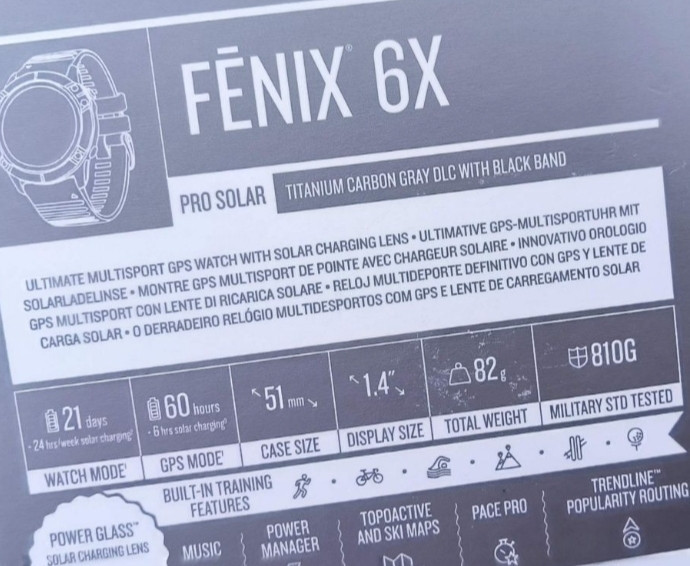 FĒNIX® 6X
PRO SOLAR
TITANIUM CARBON GRAY DLC WITH BLACK BAND
ULTIMATE MULTISPORT GPS WATCH WITH SOLAR CHARGING LENS • ULTIMATIVE GPS-MULTISPORTUHR MIT
SOLARLADELINSE • MONTRE GPS MULTISPORT DE POINTE AVEC CHARGEUR SOLAIRE • INNOVATIVO OROLOGIO
GPS MULTISPORT CON LENTE DI RICARICA SOLARE • RELOJ MULTIDEPORTE DEFINITIVO CON GPS Y LENTE DE
CARGA SOLAR • O DERRADEIRO RELÓGIO MULTIDESPORTOS COM GPS E LENTE DE CARREGAMENTO SOLAR
21 days
24 hrs/week solar charging²
WATCH MODE¹
60 hours
6 hrs solar charging²
GPS MODE¹
51 mm
CASE SIZE
1.4"
DISPLAY SIZE
82 g
TOTAL WEIGHT
810G
MILITARY STD TESTED
BUILT-IN TRAINING
FEATURES
POWER GLASS™
SOLAR CHARGING LENS
MUSIC
POWER
MANAGER
TOPOACTIVE
AND SKI MAPS
PACE PRO
TRENDLINE™
POPULARITY ROUTING